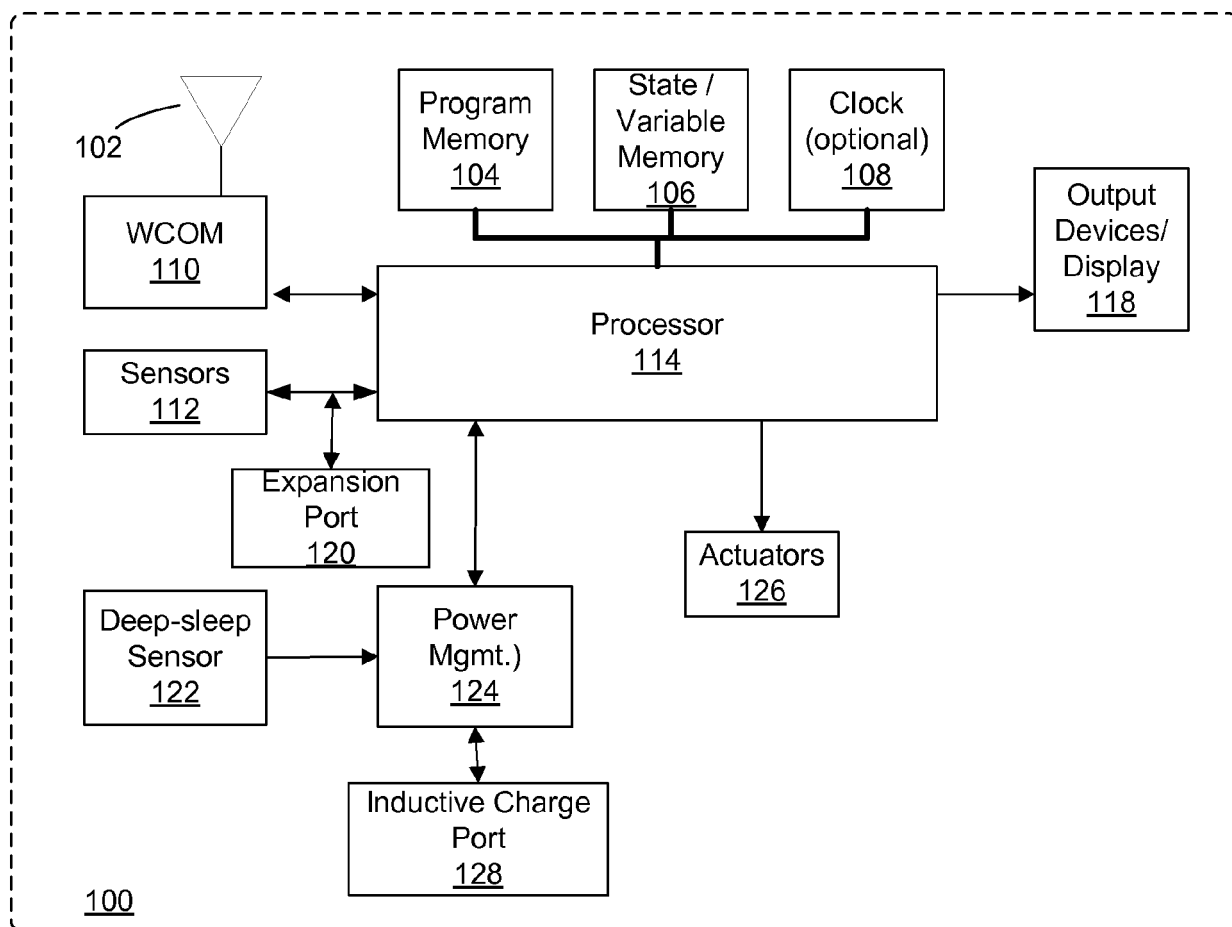 102
WCOM
110
Program
Memory
104
State /
Variable
Memory
106
Clock
(optional)
108
Output
Devices/
Display
118
Processor
114
Sensors
112
Expansion
Port
120
Actuators
126
Deep-sleep
Sensor
122
Power
Mgmt.)
124
Inductive Charge
Port
128
100